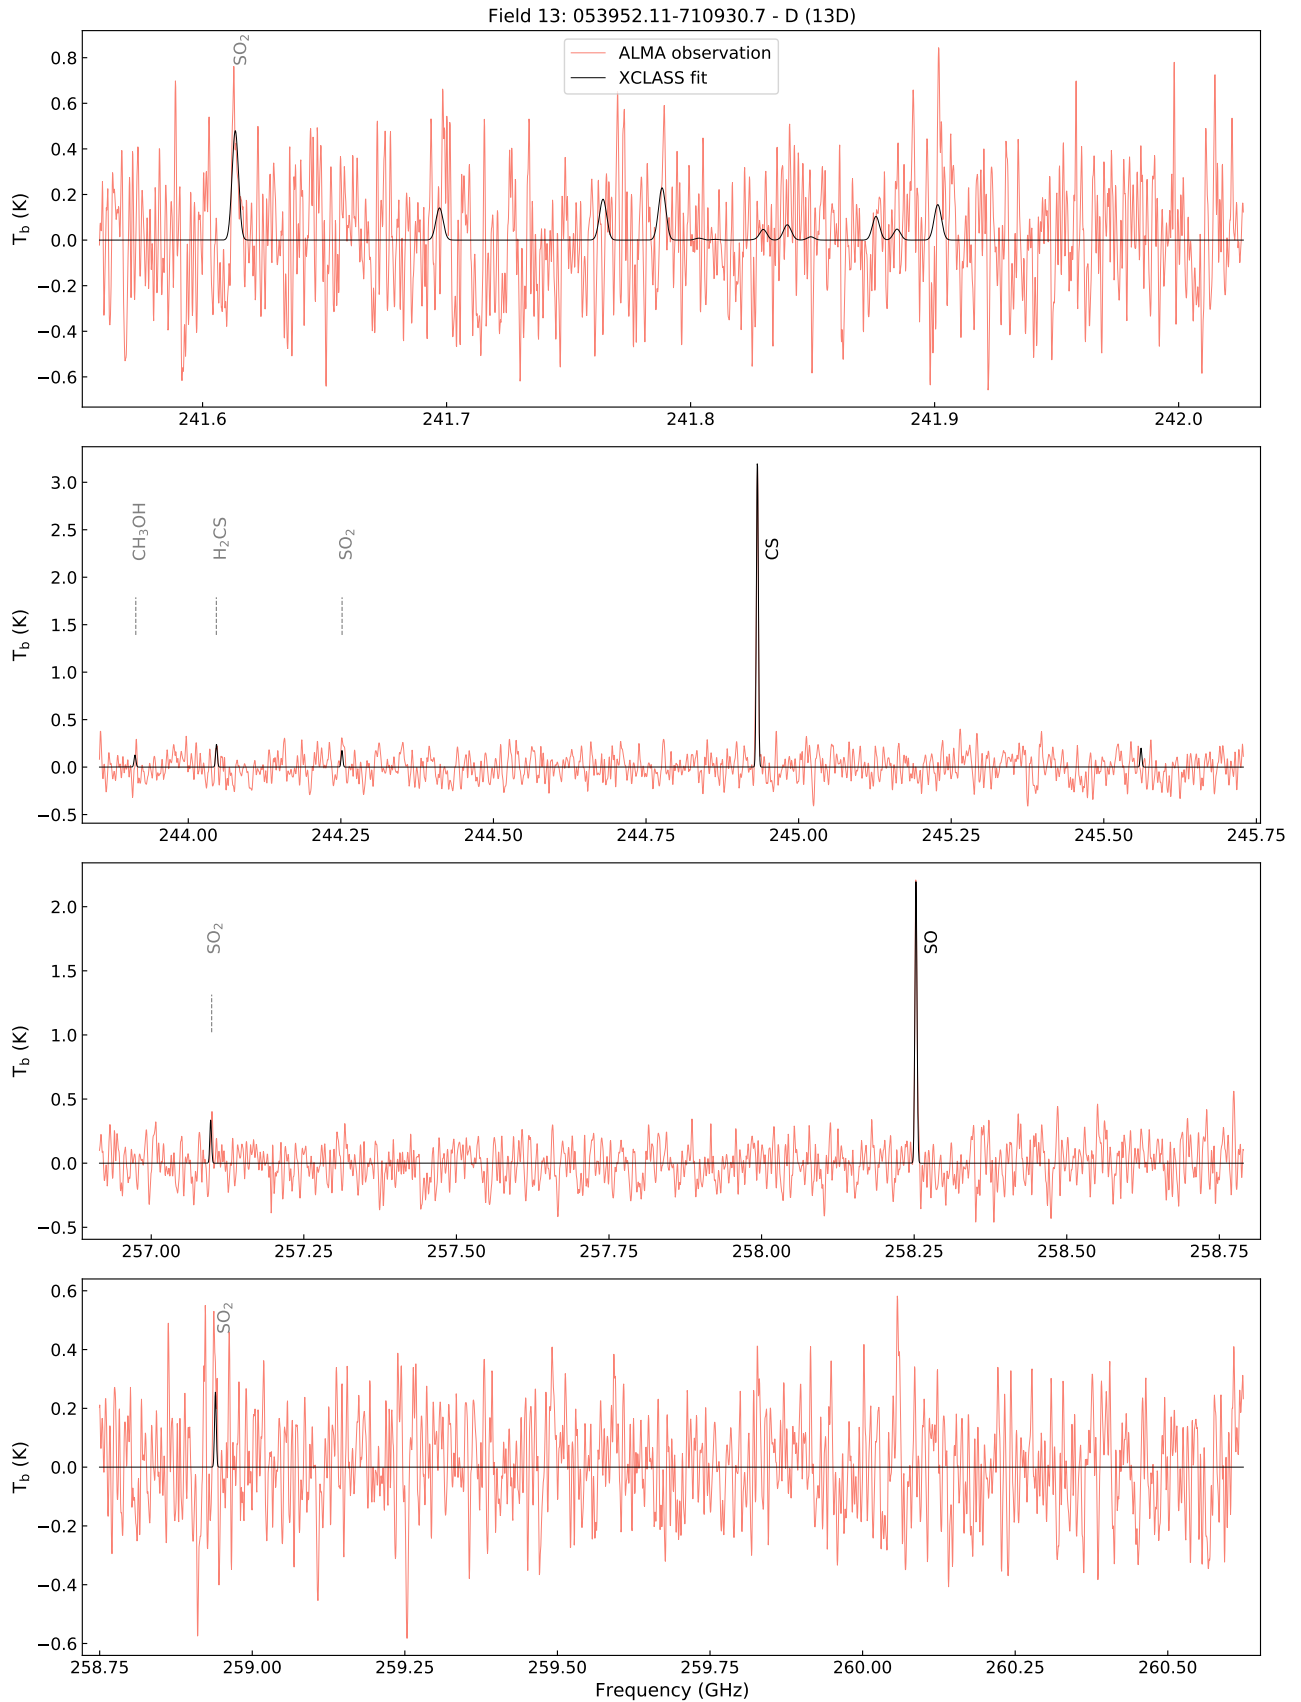 Field 13: 053952.11-710930.7 - D (13D)
SO₂
ALMA observation
XCLASS fit
T_b (K)
0.8
0.6
0.4
0.2
0.0
−0.2
−0.4
−0.6
241.6 241.7 241.8 241.9 242.0
CH₃OH
H₂CS
SO₂
CS
T_b (K)
3.0
2.5
2.0
1.5
1.0
0.5
0.0
−0.5
244.00 244.25 244.50 244.75 245.00 245.25 245.50 245.75
SO₂
SO
T_b (K)
2.0
1.5
1.0
0.5
0.0
−0.5
257.00 257.25 257.50 257.75 258.00 258.25 258.50 258.75
SO₂
T_b (K)
0.6
0.4
0.2
0.0
−0.2
−0.4
−0.6
258.75 259.00 259.25 259.50 259.75 260.00 260.25 260.50
Frequency (GHz)